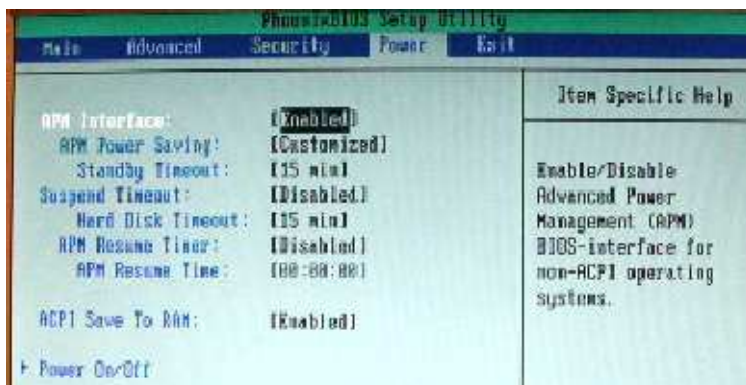 PhoenixBIOS Setup Utility
Main Advanced Security Power Exit
Item Specific Help
APM Interface: [Enabled]
APM Power Saving: [Customized]
Standby Timeout: [15 min]
Suspend Timeout: [Disabled]
Hard Disk Timeout: [15 min]
APM Resume Timer: [Disabled]
APM Resume Time: [00:00:00]
ACPI Save To RAM: [Enabled]
Power On/Off
Enable/Disable
Advanced Power
Management (APM)
BIOS-interface for
non-ACPI operating
systems.